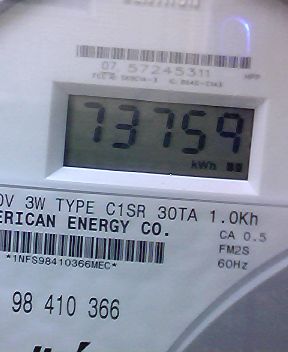 07 57245311
73759
kWh
0V 3W TYPE C1SR 30TA 1.0Kh
ERICAN ENERGY CO.
CA 0.5
FM2S
60Hz
*1NFS98410366MEC*
98 410 366